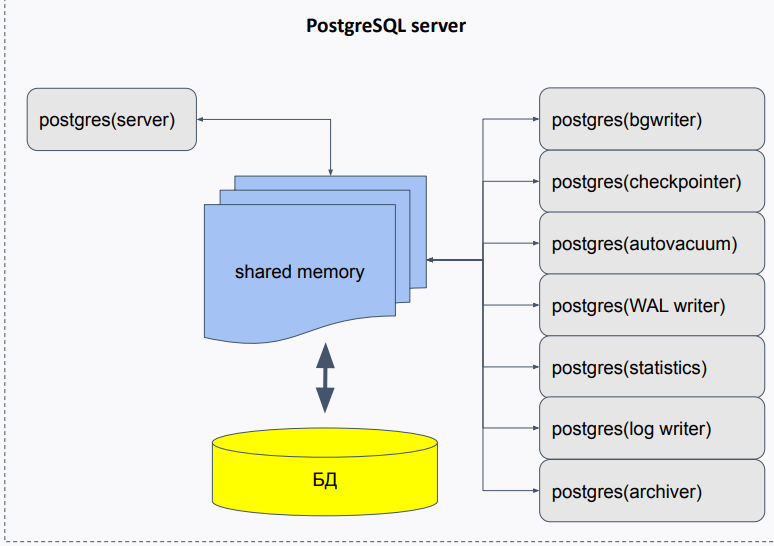 PostgreSQL server
postgres(server)
shared memory
БД
postgres(bgwriter)
postgres(checkpointer)
postgres(autovacuum)
postgres(WAL writer)
postgres(statistics)
postgres(log writer)
postgres(archiver)